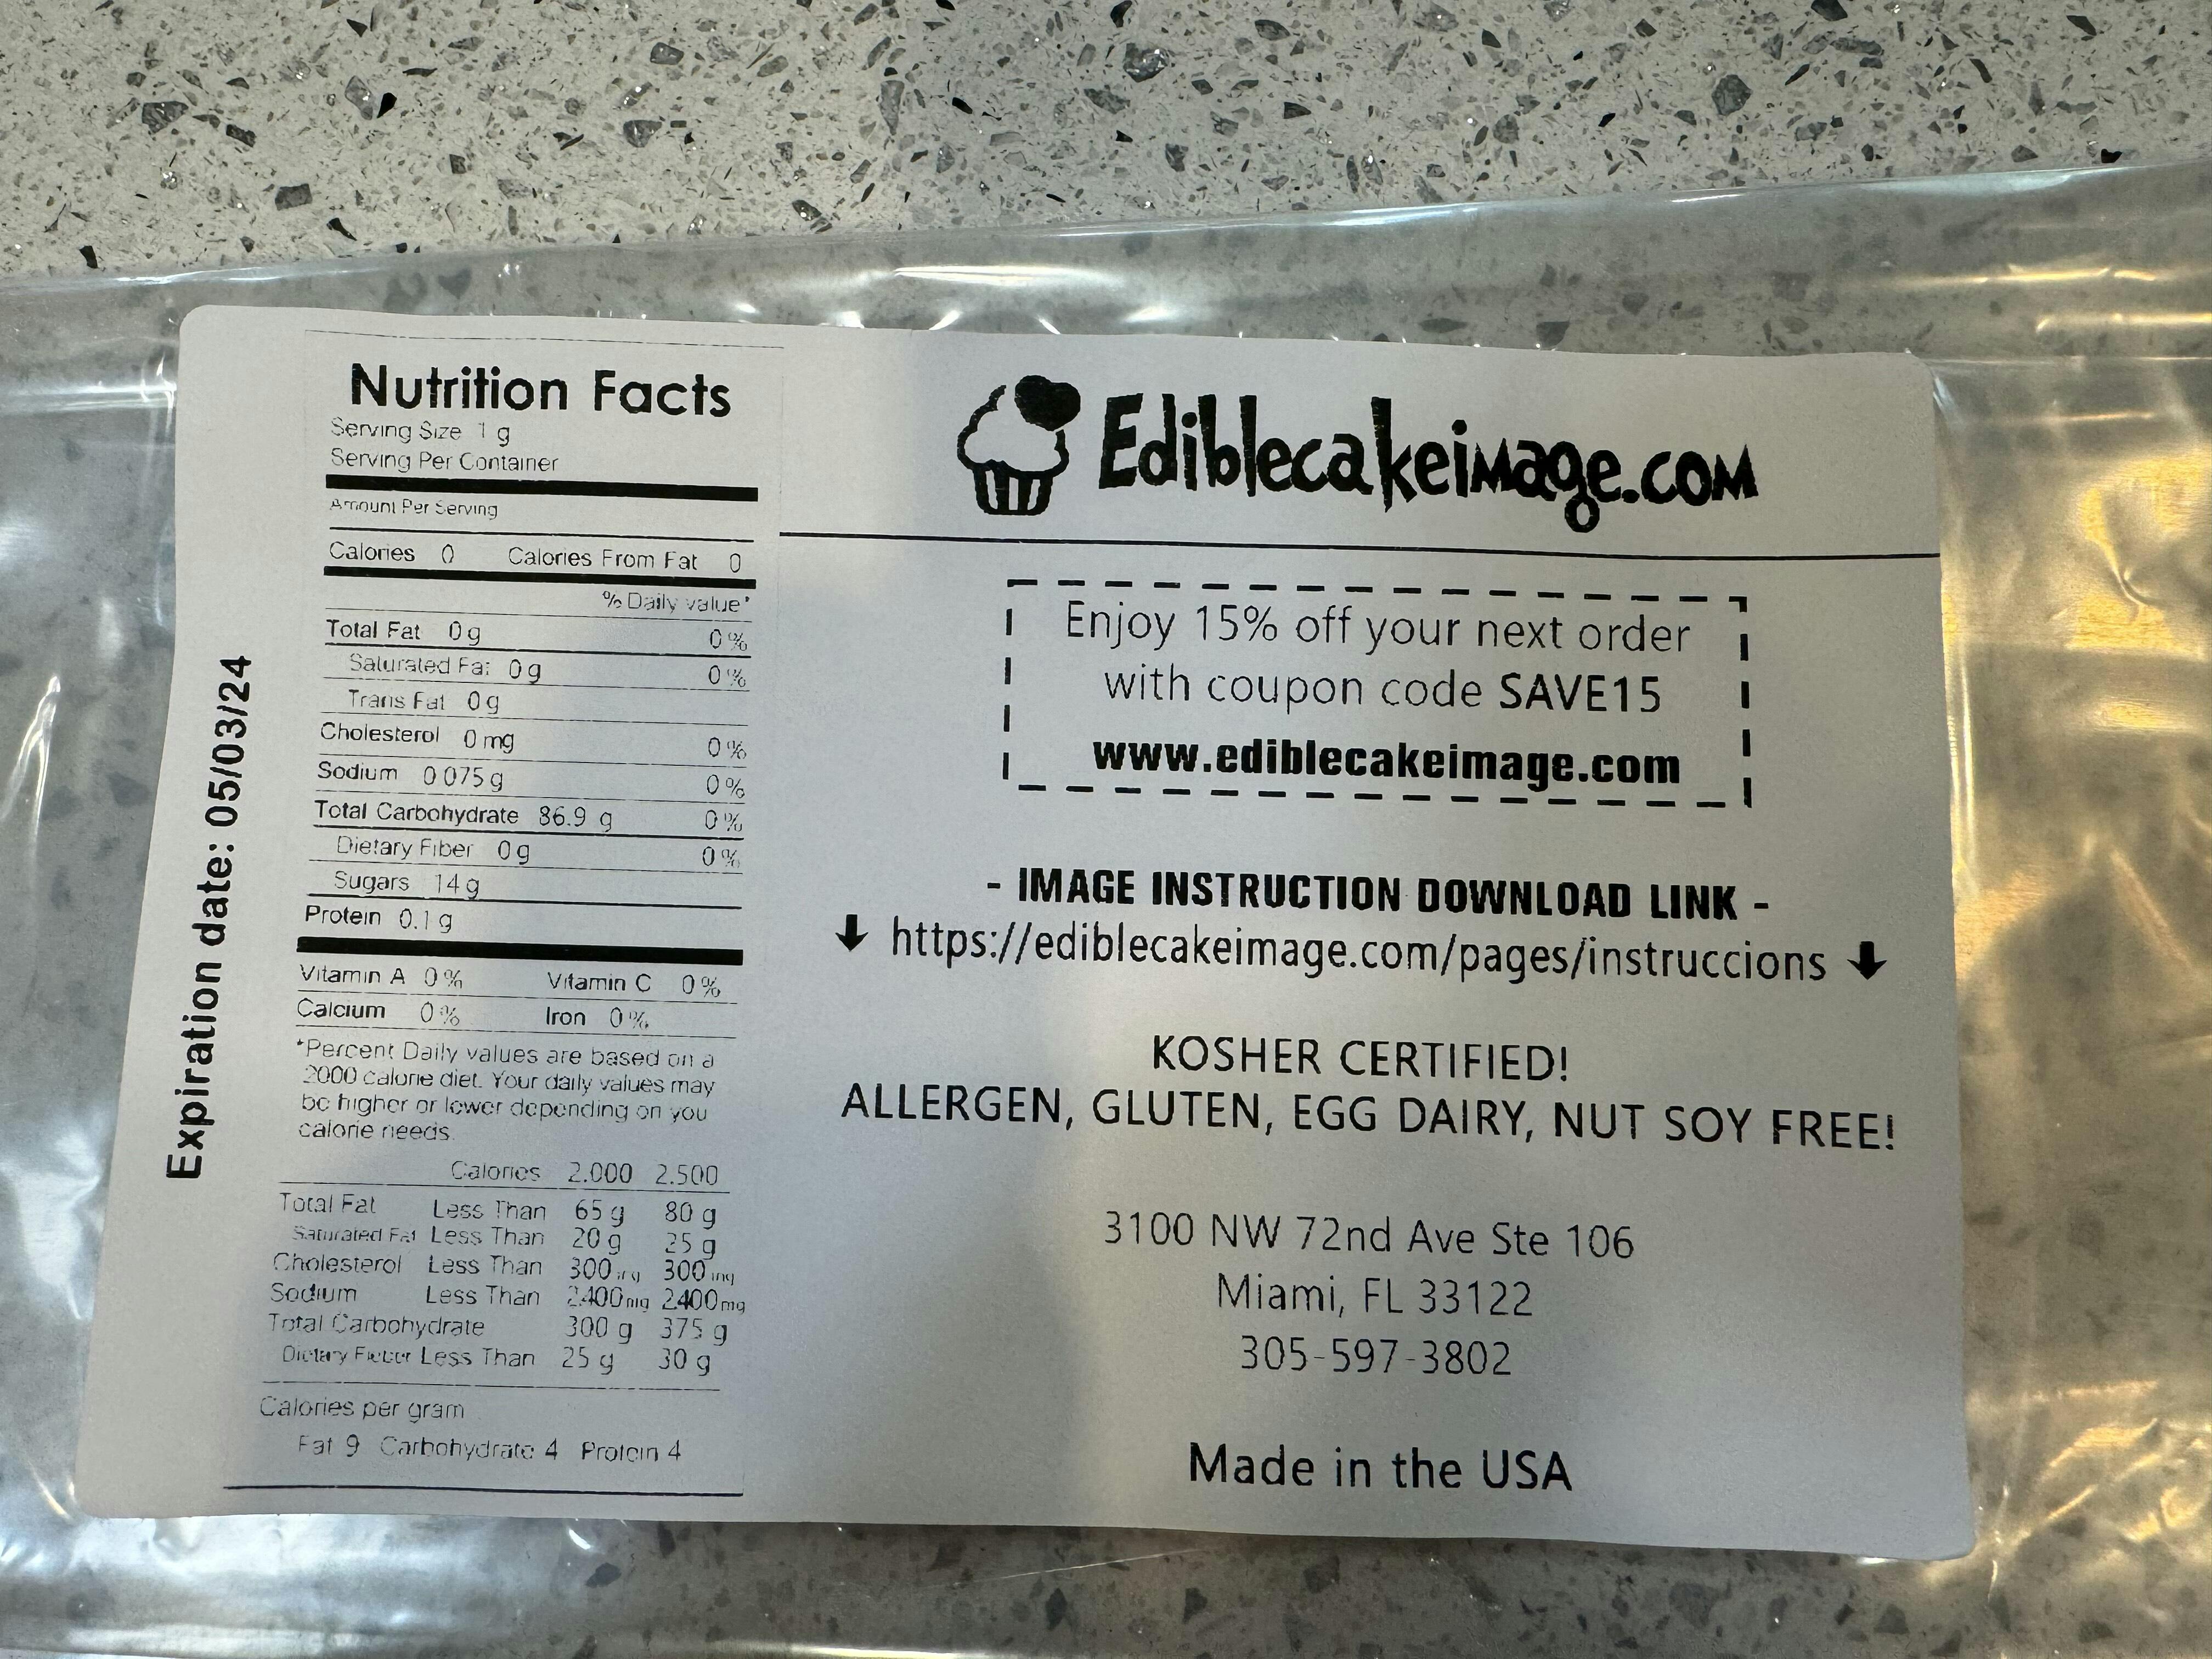 Expiration date: 05/03/24
Nutrition Facts
Serving Size 1 g
Serving Per Container
Amount Per Serving
Calories 0 Calories From Fat 0
% Daily value*
Total Fat 0 g 0 %
Saturated Fat 0 g 0 %
Trans Fat 0 g
Cholesterol 0 mg 0 %
Sodium 0 075 g 0 %
Total Carbohydrate 86.9 g 0 %
Dietary Fiber 0 g 0 %
Sugars 14 g
Protein 0.1 g
Vitamin A 0 % Vitamin C 0 %
Calcium 0 % Iron 0 %
*Percent Daily values are based on a
2000 calorie diet. Your daily values may
be higher or lower depending on you
calorie needs.
Calories 2.000 2.500
Total Fat Less Than 65 g 80 g
Saturated Fat Less Than 20 g 25 g
Cholesterol Less Than 300 mg 300 mg
Sodium Less Than 2400 mg 2400 mg
Total Carbohydrate 300 g 375 g
Dietary Less Than 25 g 30 g
Calories per gram
Fat 9 Carbohydrate 4 Protein 4
Ediblecakeimage.com
Enjoy 15% off your next order
with coupon code SAVE15
www.ediblecakeimage.com
- IMAGE INSTRUCTION DOWNLOAD LINK -
https://ediblecakeimage.com/pages/instruccions
KOSHER CERTIFIED!
ALLERGEN, GLUTEN, EGG DAIRY, NUT SOY FREE!
3100 NW 72nd Ave Ste 106
Miami, FL 33122
305-597-3802
Made in the USA